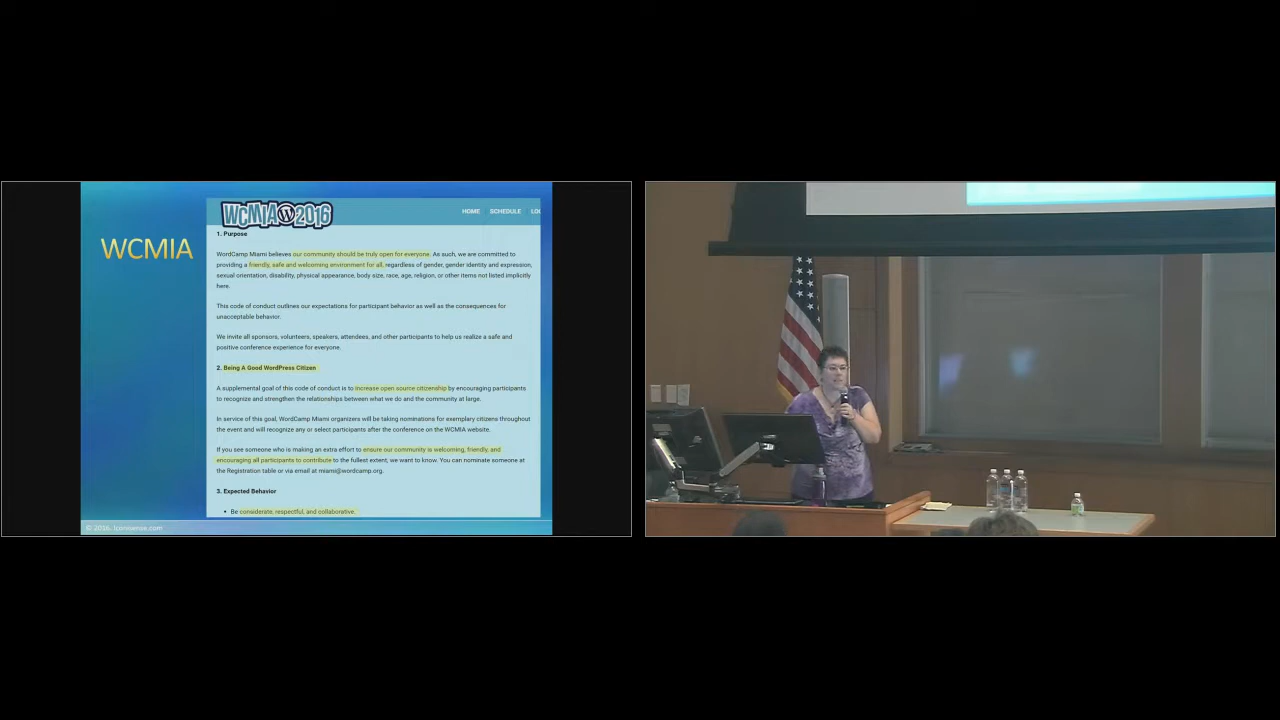 WCMIA
WCMIA 2016
HOME SCHEDULE LOC
1. Purpose
WordCamp Miami believes our community should be truly open for everyone. As such, we are committed to
providing a friendly, safe and welcoming environment for all, regardless of gender, gender identity and expression,
sexual orientation, disability, physical appearance, body size, race, age, religion, or other items not listed implicitly
here.
This code of conduct outlines our expectations for participant behavior as well as the consequences for
unacceptable behavior.
We invite all sponsors, volunteers, speakers, attendees, and other participants to help us realize a safe and
positive conference experience for everyone.
2. Being A Good WordPress Citizen
A supplemental goal of this code of conduct is to increase open source citizenship by encouraging participants
to recognize and strengthen the relationships between what we do and the community at large.
In service of this goal, WordCamp Miami organizers will be taking nominations for exemplary citizens throughout
the event and will recognize any or select participants after the conference on the WCMIA website.
If you see someone who is making an extra effort to ensure our community is welcoming, friendly, and
encouraging all participants to contribute to the fullest extent, we want to know. You can nominate someone at
the Registration table or via email at miami@wordcamp.org.
3. Expected Behavior
• Be considerate, respectful, and collaborative.
© 2016,